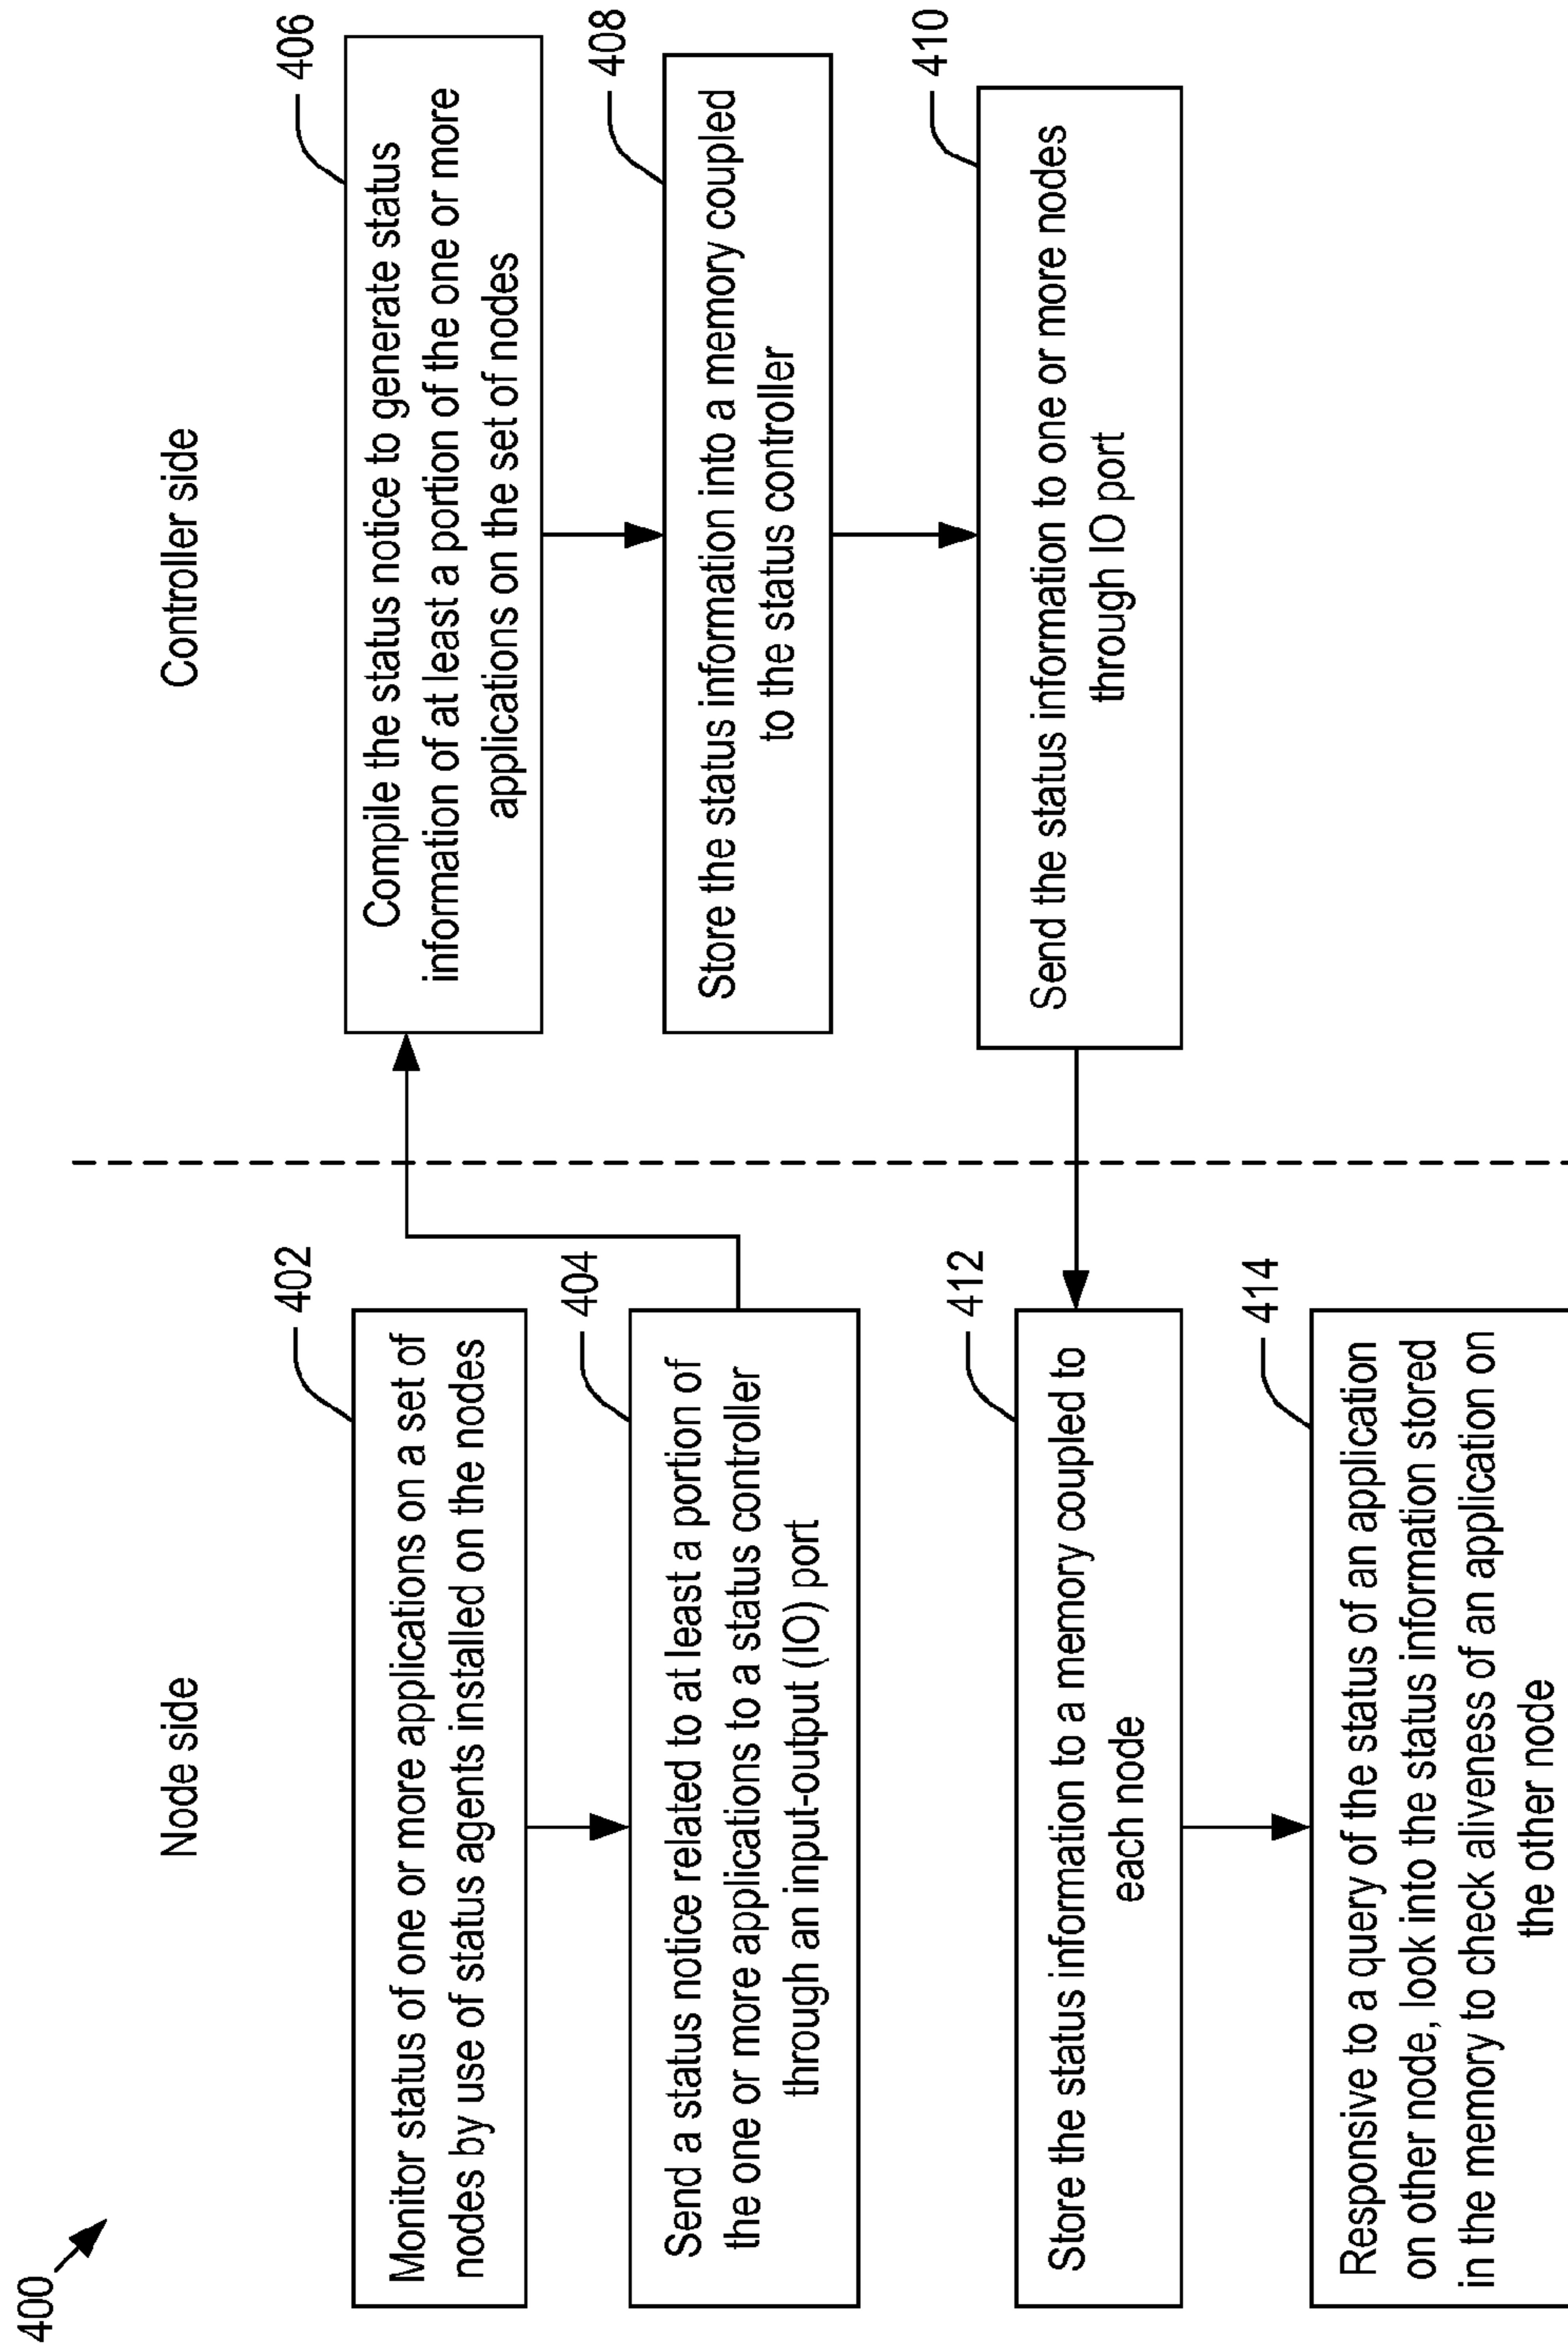 400
Node side
Controller side
402
Monitor status of one or more applications on a set of
nodes by use of status agents installed on the nodes
404
Send a status notice related to at least a portion of
the one or more applications to a status controller
through an input-output (IO) port
406
Compile the status notice to generate status
information of at least a portion of the one or more
applications on the set of nodes
408
Store the status information into a memory coupled
to the status controller
410
Send the status information to one or more nodes
through IO port
412
Store the status information to a memory coupled to
each node
414
Responsive to a query of the status of an application
on other node, look into the status information stored
in the memory to check aliveness of an application on
the other node